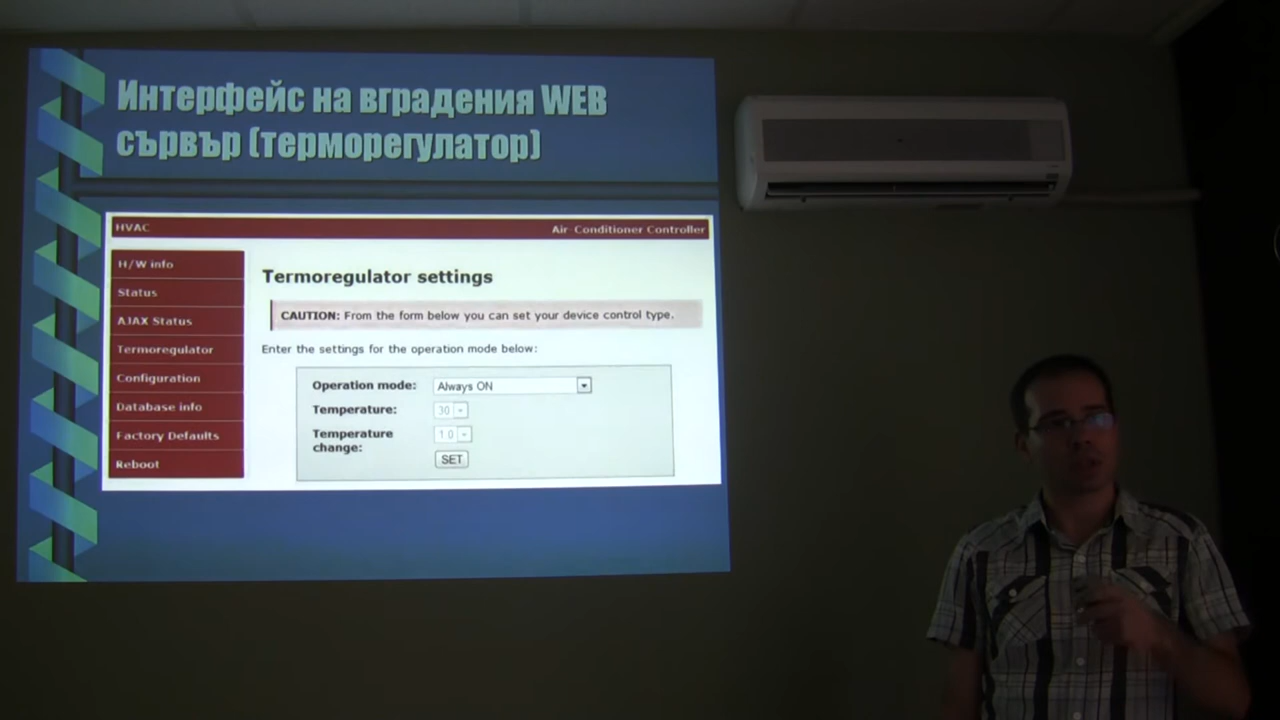 Интерфейс на вградения WEB
сървър (терморегулатор)
HVAC
Air-Conditioner Controller
H/W info
Status
AJAX Status
Termoregulator
Configuration
Database info
Factory Defaults
Reboot
Termoregulator settings
CAUTION: From the form below you can set your device control type.
Enter the settings for the operation mode below:
Operation mode: Always ON
Temperature: 30
Temperature
change: 1.0
SET